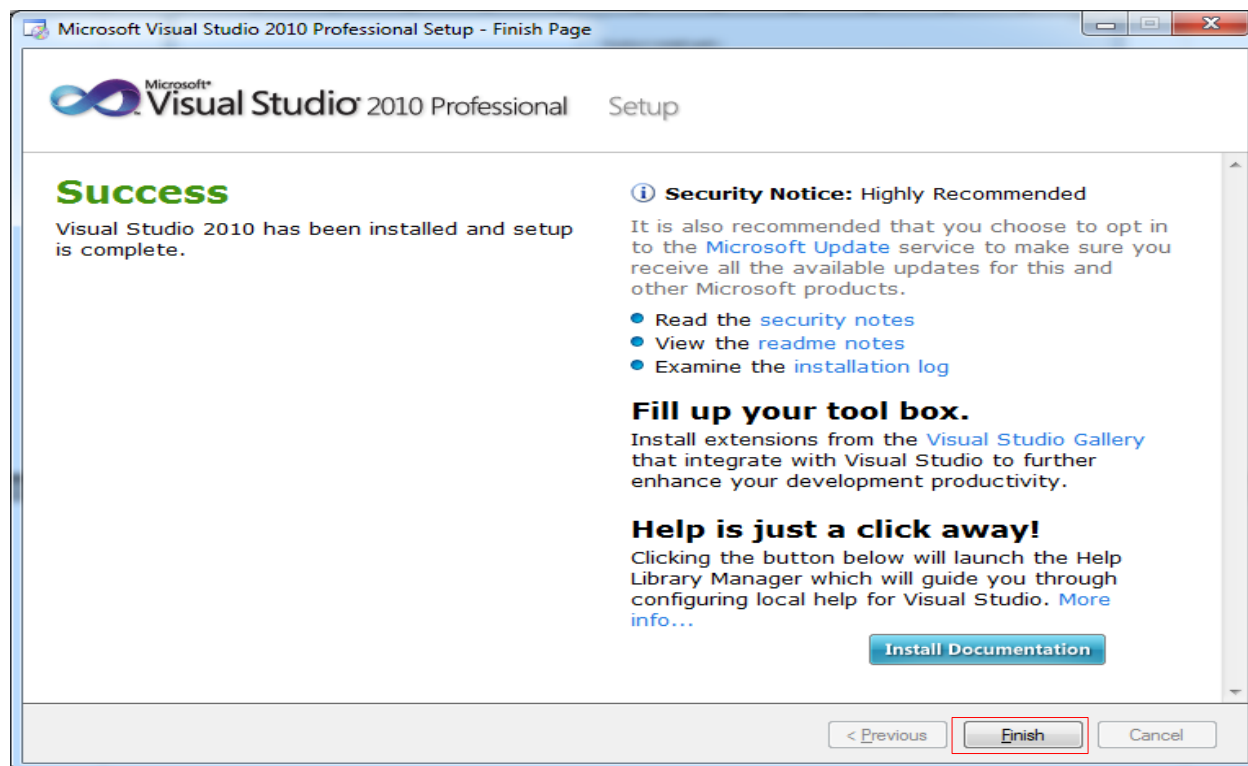 Microsoft Visual Studio 2010 Professional Setup - Finish Page
Microsoft®
Visual Studio® 2010 Professional Setup
Success
Visual Studio 2010 has been installed and setup
is complete.
Security Notice: Highly Recommended
It is also recommended that you choose to opt in
to the Microsoft Update service to make sure you
receive all the available updates for this and
other Microsoft products.
Read the security notes
View the readme notes
Examine the installation log
Fill up your tool box.
Install extensions from the Visual Studio Gallery
that integrate with Visual Studio to further
enhance your development productivity.
Help is just a click away!
Clicking the button below will launch the Help
Library Manager which will guide you through
configuring local help for Visual Studio. More
info...
Install Documentation
< Previous
Finish
Cancel